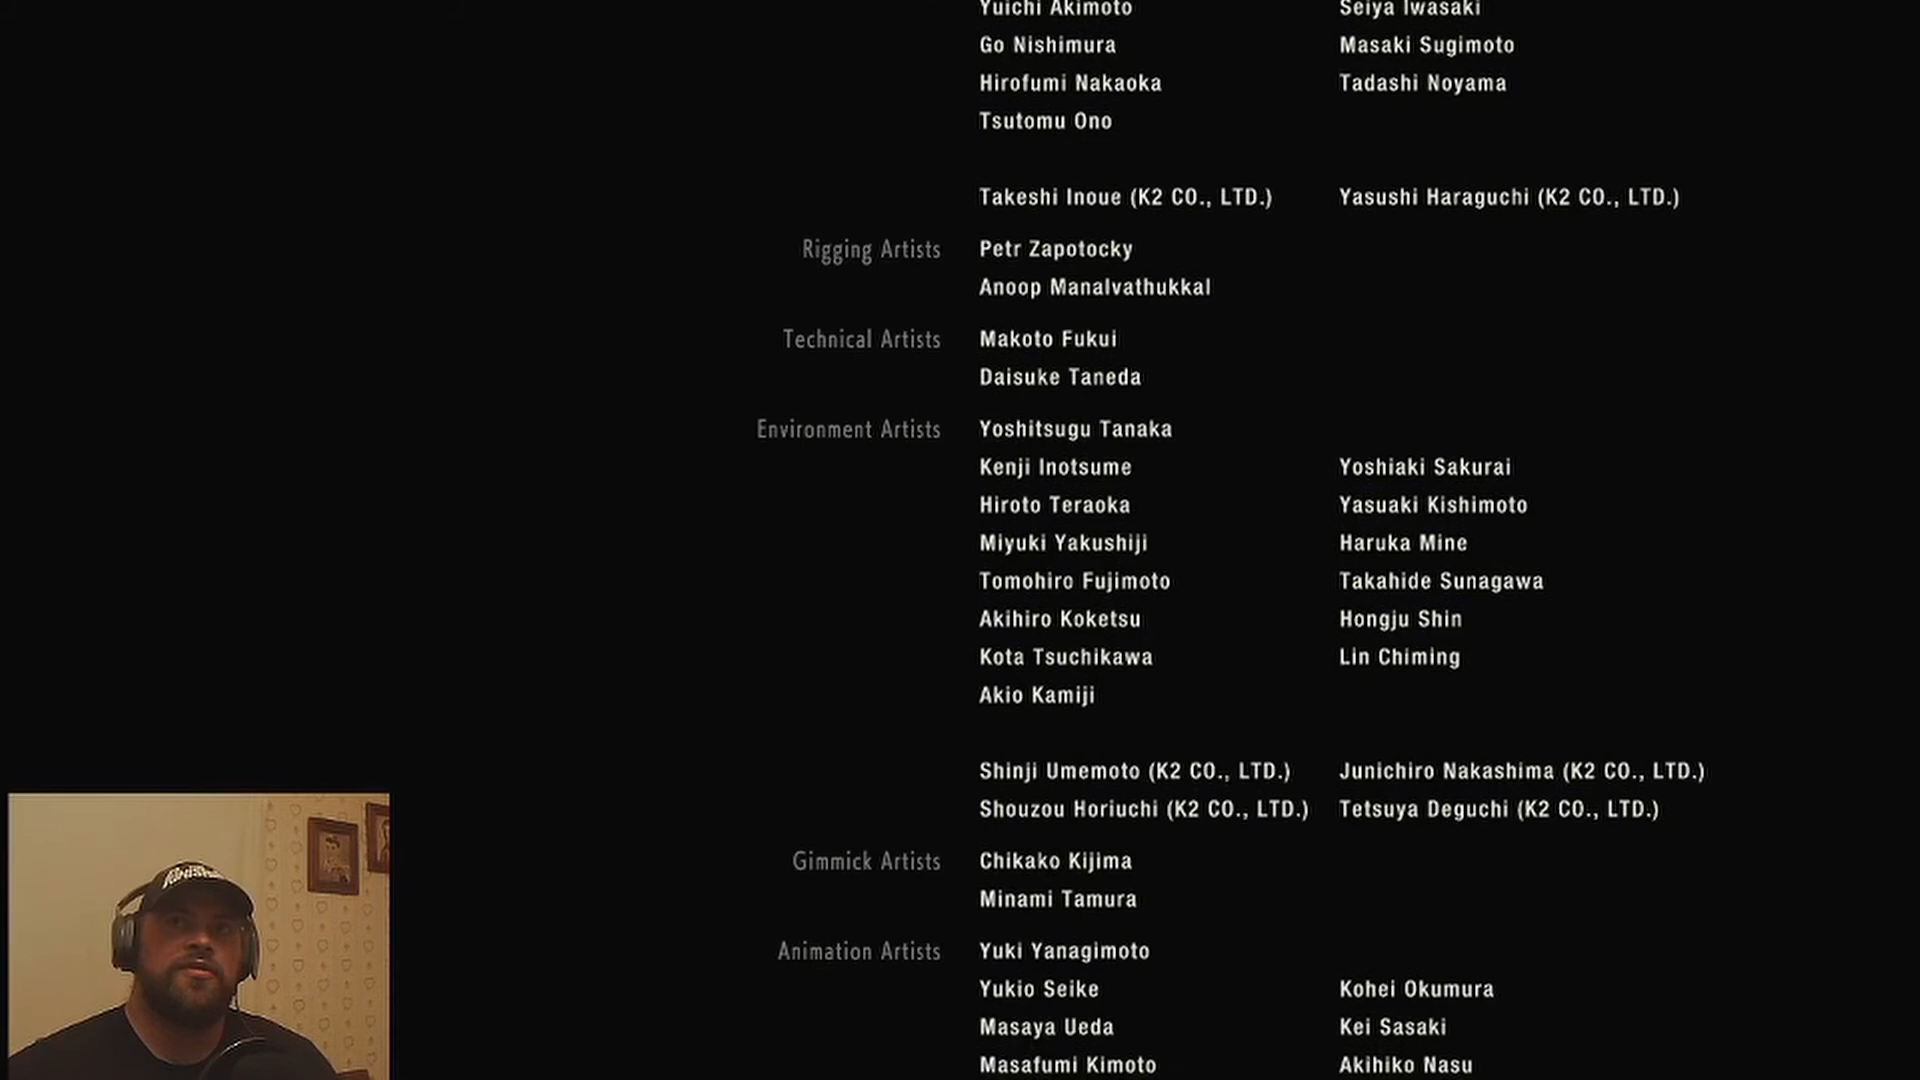 Yuichi Akimoto Seiya Iwasaki
Go Nishimura Masaki Sugimoto
Hirofumi Nakaoka Tadashi Noyama
Tsutomu Ono
Takeshi Inoue (K2 CO., LTD.) Yasushi Haraguchi (K2 CO., LTD.)
Rigging Artists Petr Zapotocky
Anoop Manalvathukkal
Technical Artists Makoto Fukui
Daisuke Taneda
Environment Artists Yoshitsugu Tanaka
Kenji Inotsume Yoshiaki Sakurai
Hiroto Teraoka Yasuaki Kishimoto
Miyuki Yakushiji Haruka Mine
Tomohiro Fujimoto Takahide Sunagawa
Akihiro Koketsu Hongju Shin
Kota Tsuchikawa Lin Chiming
Akio Kamiji
Shinji Umemoto (K2 CO., LTD.) Junichiro Nakashima (K2 CO., LTD.)
Shouzou Horiuchi (K2 CO., LTD.) Tetsuya Deguchi (K2 CO., LTD.)
Gimmick Artists Chikako Kijima
Minami Tamura
Animation Artists Yuki Yanagimoto
Yukio Seike Kohei Okumura
Masaya Ueda Kei Sasaki
Masafumi Kimoto Akihiko Nasu